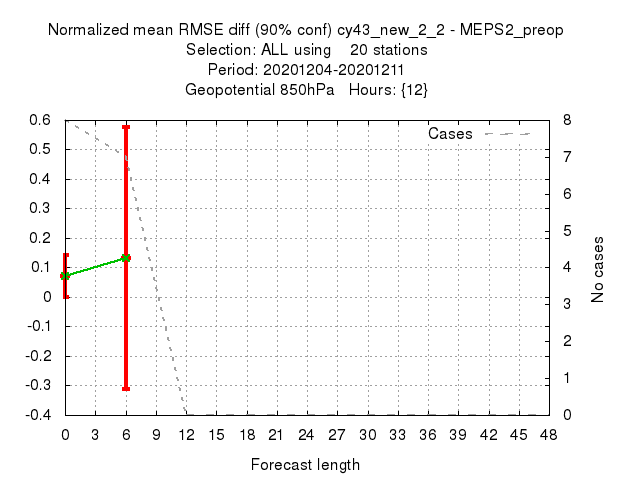 Normalized mean RMSE diff (90% conf) cy43_new_2_2 - MEPS2_preop
Selection: ALL using 20 stations
Period: 20201204-20201211
Geopotential 850hPa Hours: {12}
0.6 8
Cases
0.5 7
0.4 6
0.3
0.2 5
0.1 4
0
-0.1 3
-0.2 2
-0.3 1
-0.4 0
No cases
0 3 6 9 12 15 18 21 24 27 30 33 36 39 42 45 48
Forecast length